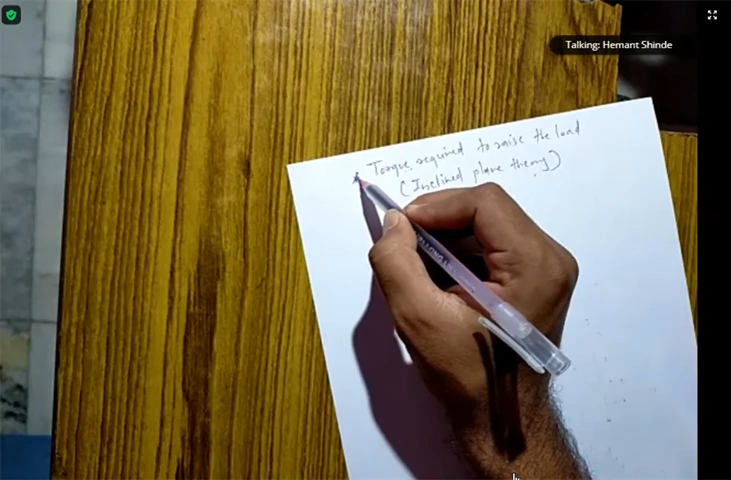 Talking: Hemant Shinde
Torque required to raise the load
(Inclined plane theory)